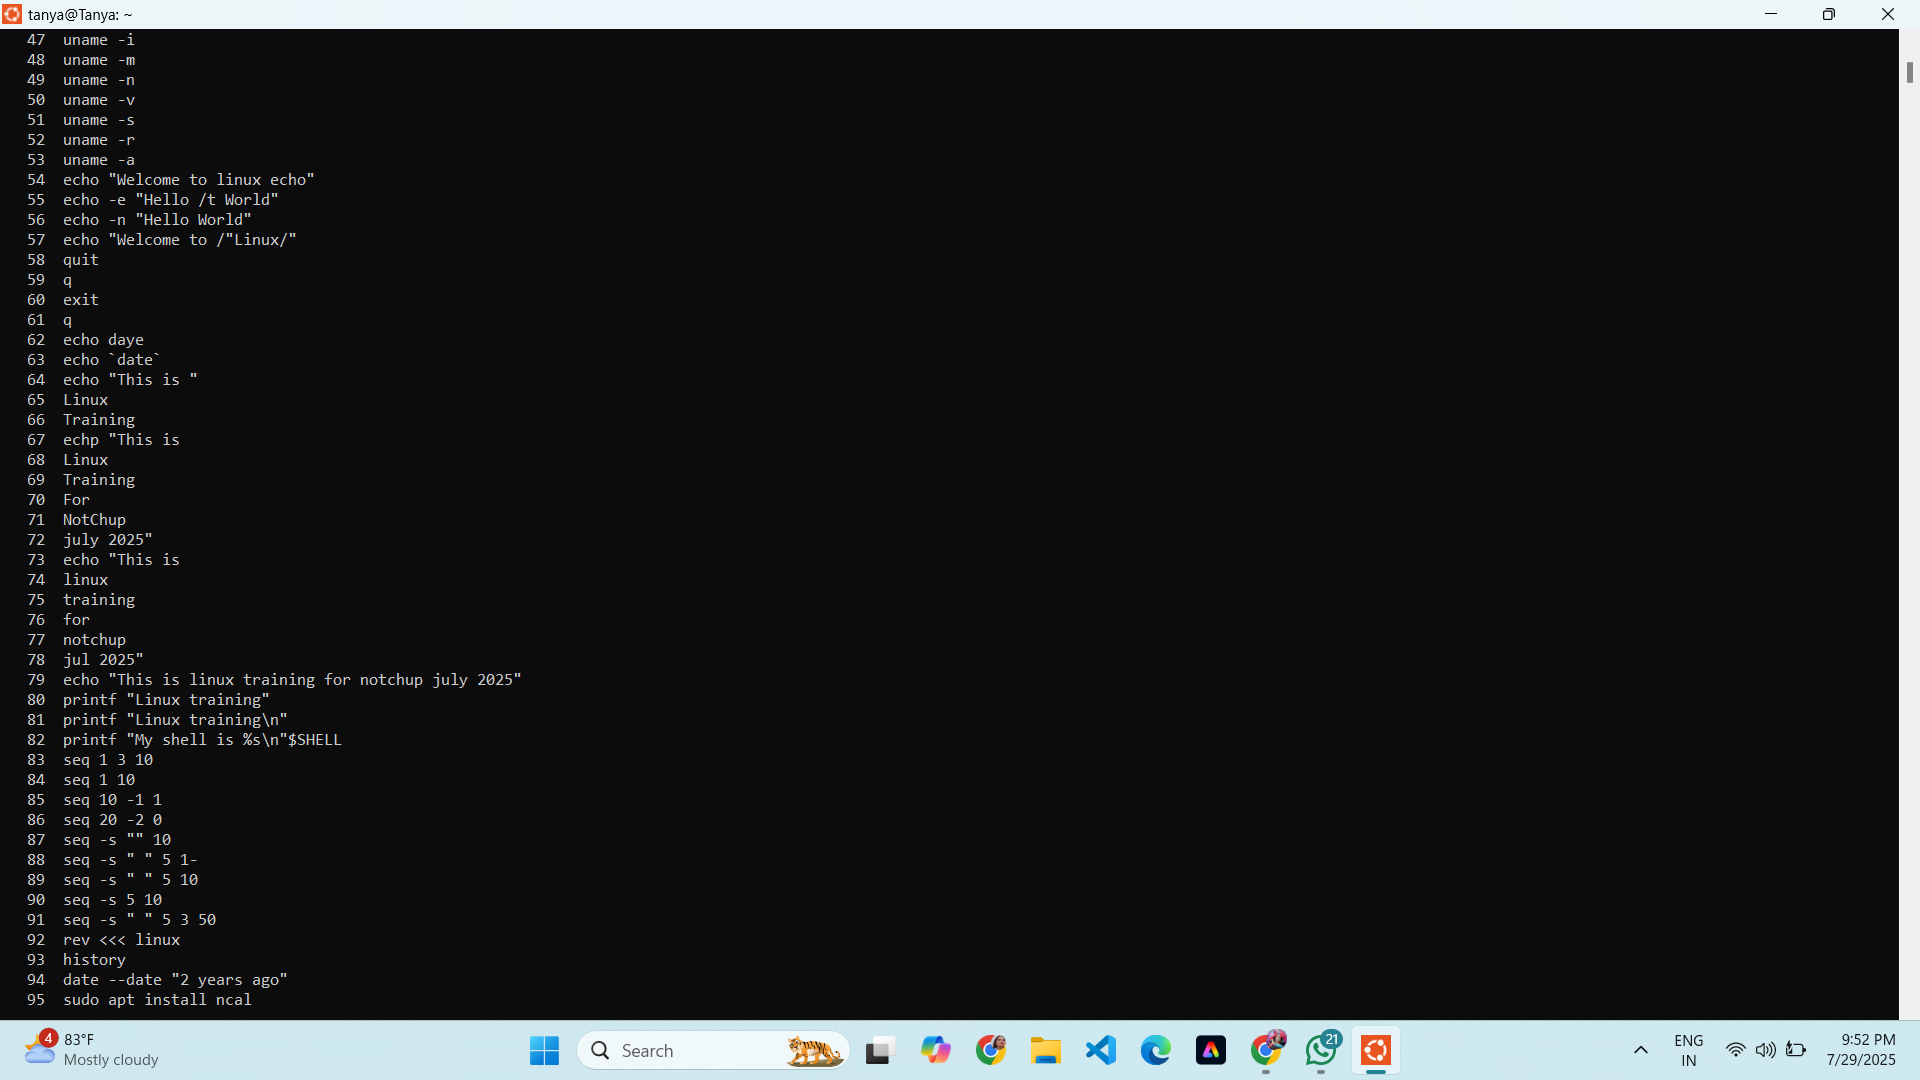 tanya@Tanya: ~
47 uname -i
48 uname -m
49 uname -n
50 uname -v
51 uname -s
52 uname -r
53 uname -a
54 echo "Welcome to linux echo"
55 echo -e "Hello /t World"
56 echo -n "Hello World"
57 echo "Welcome to /"Linux/"
58 quit
59 q
60 exit
61 q
62 echo daye
63 echo `date`
64 echo "This is "
65 Linux
66 Training
67 echp "This is
68 Linux
69 Training
70 For
71 NotChup
72 july 2025"
73 echo "This is
74 linux
75 training
76 for
77 notchup
78 jul 2025"
79 echo "This is linux training for notchup july 2025"
80 printf "Linux training"
81 printf "Linux training\n"
82 printf "My shell is %s\n"$SHELL
83 seq 1 3 10
84 seq 1 10
85 seq 10 -1 1
86 seq 20 -2 0
87 seq -s "" 10
88 seq -s " " 5 1-
89 seq -s " " 5 10
90 seq -s 5 10
91 seq -s " " 5 3 50
92 rev <<< linux
93 history
94 date --date "2 years ago"
95 sudo apt install ncal
4
83°F
Mostly cloudy
Search
21
ENG
IN
9:52 PM
7/29/2025